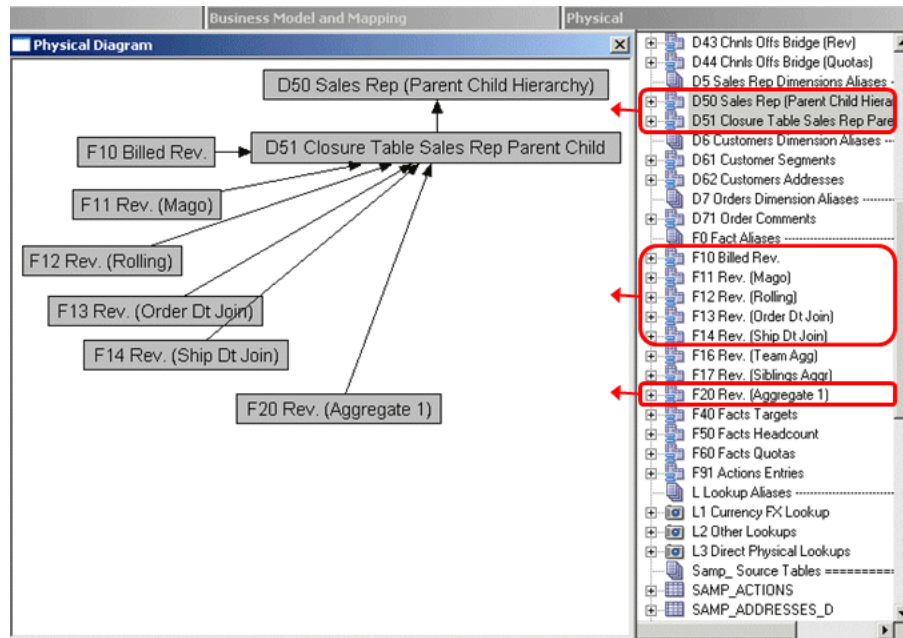 Business Model and Mapping
Physical
Physical Diagram
D50 Sales Rep (Parent Child Hierarchy)
D51 Closure Table Sales Rep Parent Child
F10 Billed Rev.
F11 Rev. (Mago)
F12 Rev. (Rolling)
F13 Rev. (Order Dt Join)
F14 Rev. (Ship Dt Join)
F20 Rev. (Aggregate 1)
D43 Chnls Offs Bridge (Rev)
D44 Chnls Offs Bridge (Quotas)
D5 Sales Rep Dimensions Aliases -
D50 Sales Rep (Parent Child Hiera
D51 Closure Table Sales Rep Pare
D6 Customers Dimension Aliases --
D61 Customer Segments
D62 Customers Addresses
D7 Orders Dimension Aliases -------
D71 Order Comments
F0 Fact Aliases -------------------------
F10 Billed Rev.
F11 Rev. (Mago)
F12 Rev. (Rolling)
F13 Rev. (Order Dt Join)
F14 Rev. (Ship Dt Join)
F16 Rev. (Team Agg)
F17 Rev. (Siblings Aggr)
F20 Rev. (Aggregate 1)
F40 Facts Targets
F50 Facts Headcount
F60 Facts Quotas
F91 Actions Entries
L Lookup Aliases -----------------------
L1 Currency FX Lookup
L2 Other Lookups
L3 Direct Physical Lookups
Samp_ Source Tables ==========
SAMP_ACTIONS
SAMP_ADDRESSES_D